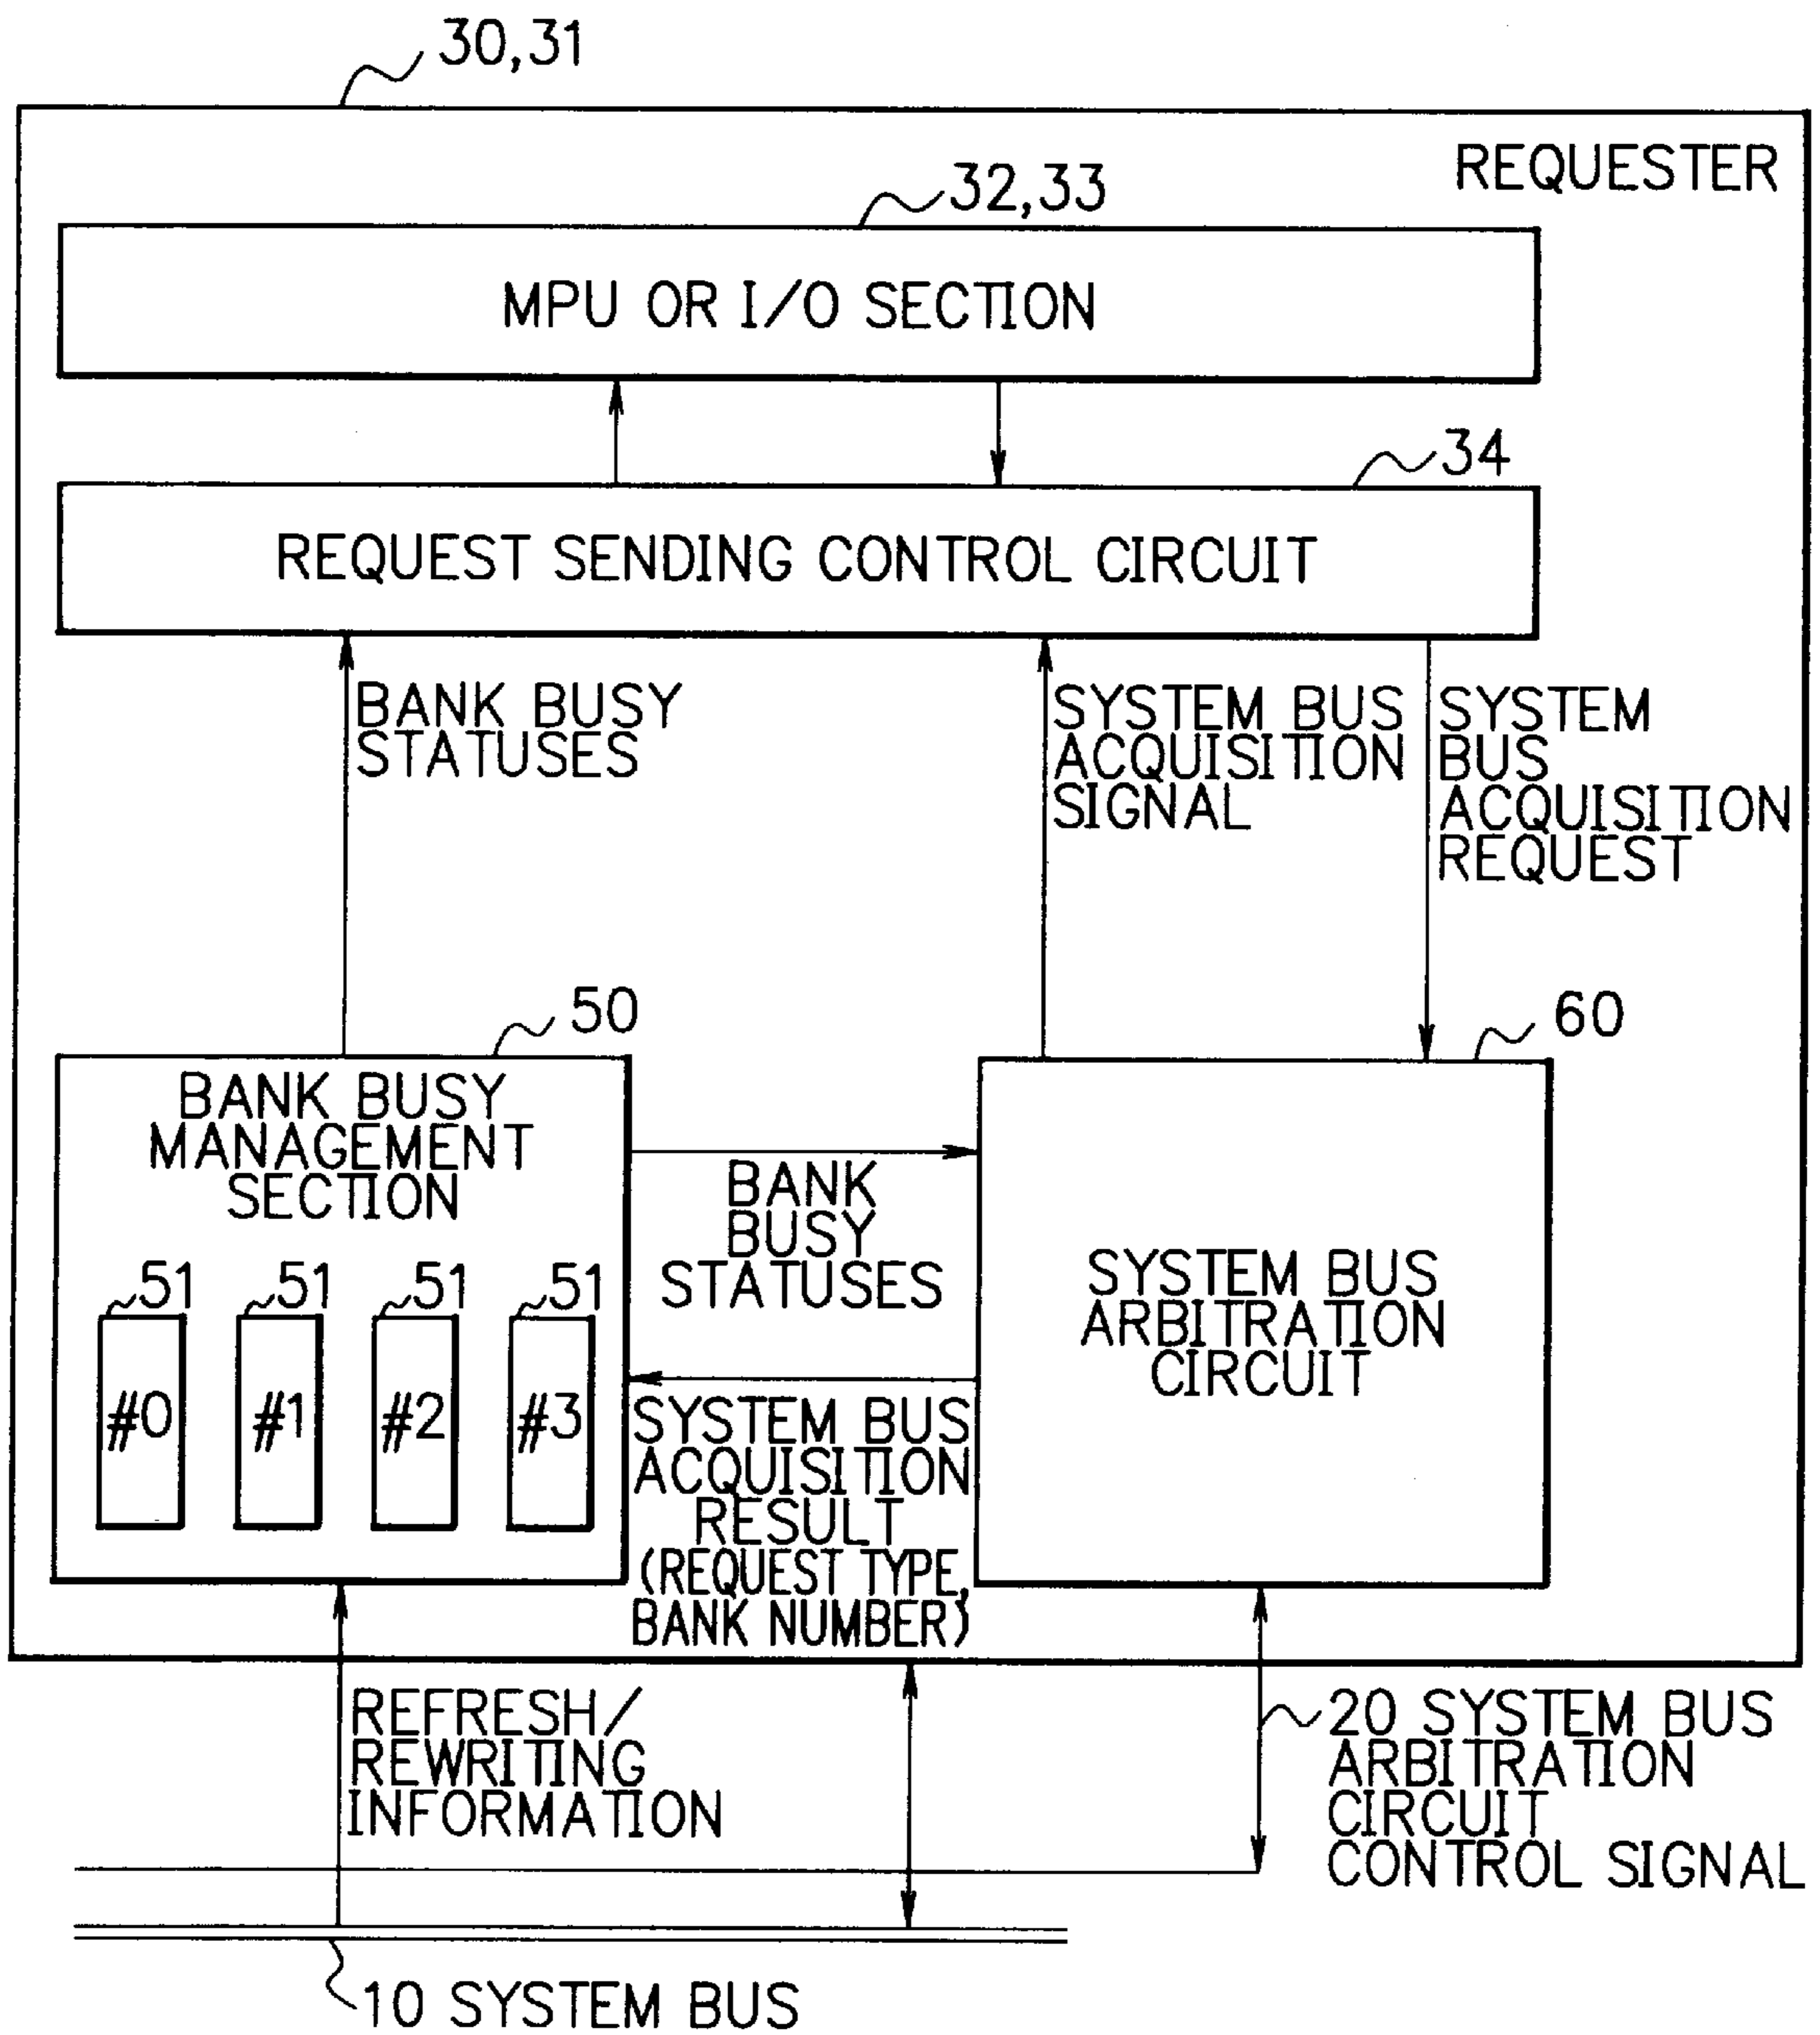 30,31
REQUESTER
32,33
MPU OR I/O SECTION
34
REQUEST SENDING CONTROL CIRCUIT
BANK BUSY
STATUSES
SYSTEM BUS
ACQUISITION
SIGNAL
SYSTEM
BUS
ACQUISITION
REQUEST
50
60
BANK BUSY
MANAGEMENT
SECTION
51 51 51 51
#0 #1 #2 #3
BANK
BUSY
STATUSES
SYSTEM BUS
ACQUISITION
RESULT
(REQUEST TYPE,
BANK NUMBER)
SYSTEM BUS
ARBITRATION
CIRCUIT
REFRESH/
REWRITING
INFORMATION
20 SYSTEM BUS
ARBITRATION
CIRCUIT
CONTROL SIGNAL
10 SYSTEM BUS